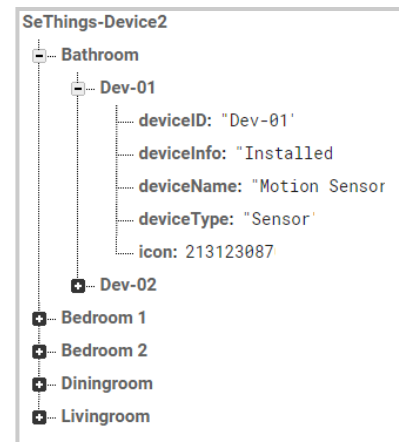 SeThings-Device2
Bathroom
Dev-01
deviceID: "Dev-01'
deviceInfo: "Installed
deviceName: "Motion Sensor
deviceType: "Sensor'
icon: 213123087
Dev-02
Bedroom 1
Bedroom 2
Diningroom
Livingroom